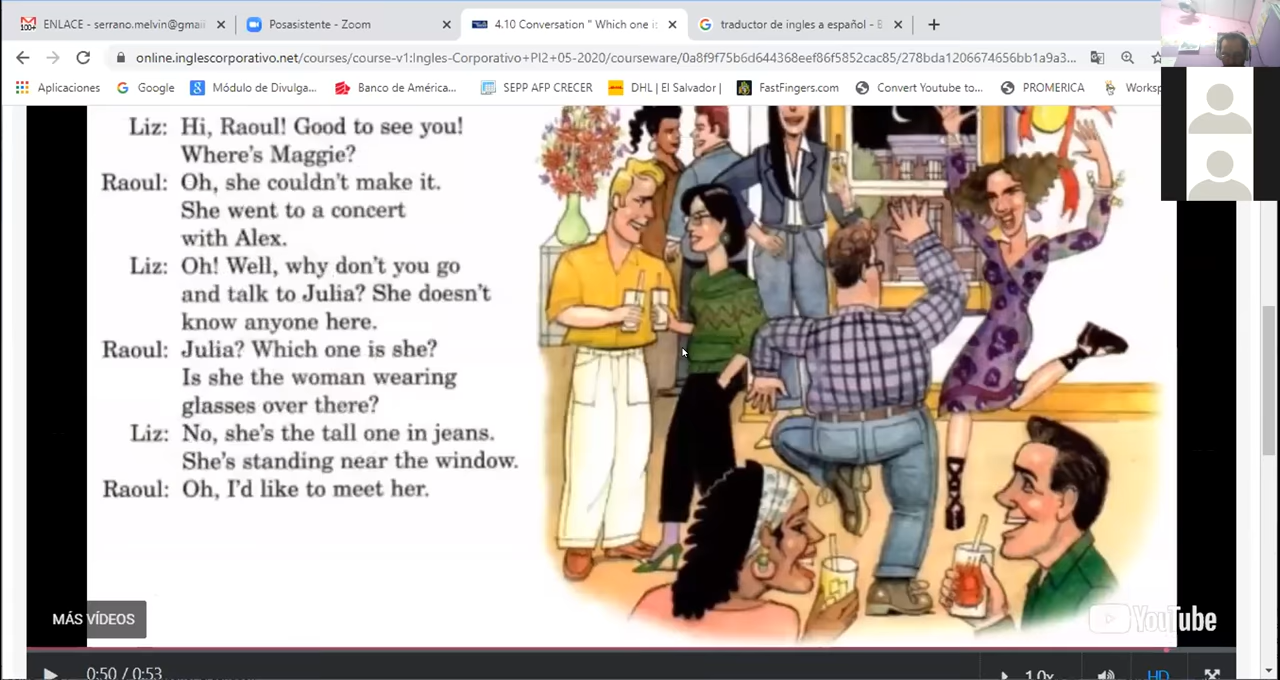 ENLACE - serrano.melvin@gmai
Posasistente - Zoom
4.10 Conversation " Which one i
traductor de ingles a español - B
online.inglescorporativo.net/courses/course-v1:Ingles-Corporativo+PI2+05-2020/courseware/0a8f9f75b6d644368eef86f5852cac85/278bda1206674656bb1a9a3...
Aplicaciones
Google
Módulo de Divulga...
Banco de América...
SEPP AFP CRECER
DHL | El Salvador |
FastFingers.com
Convert Youtube to...
PROMERICA
Worksp
Liz: Hi, Raoul! Good to see you!
Where's Maggie?
Raoul: Oh, she couldn't make it.
She went to a concert
with Alex.
Liz: Oh! Well, why don't you go
and talk to Julia? She doesn't
know anyone here.
Raoul: Julia? Which one is she?
Is she the woman wearing
glasses over there?
Liz: No, she's the tall one in jeans.
She's standing near the window.
Raoul: Oh, I'd like to meet her.
MÁS VÍDEOS
YouTube
0:50 / 0:53
1.0x
HD